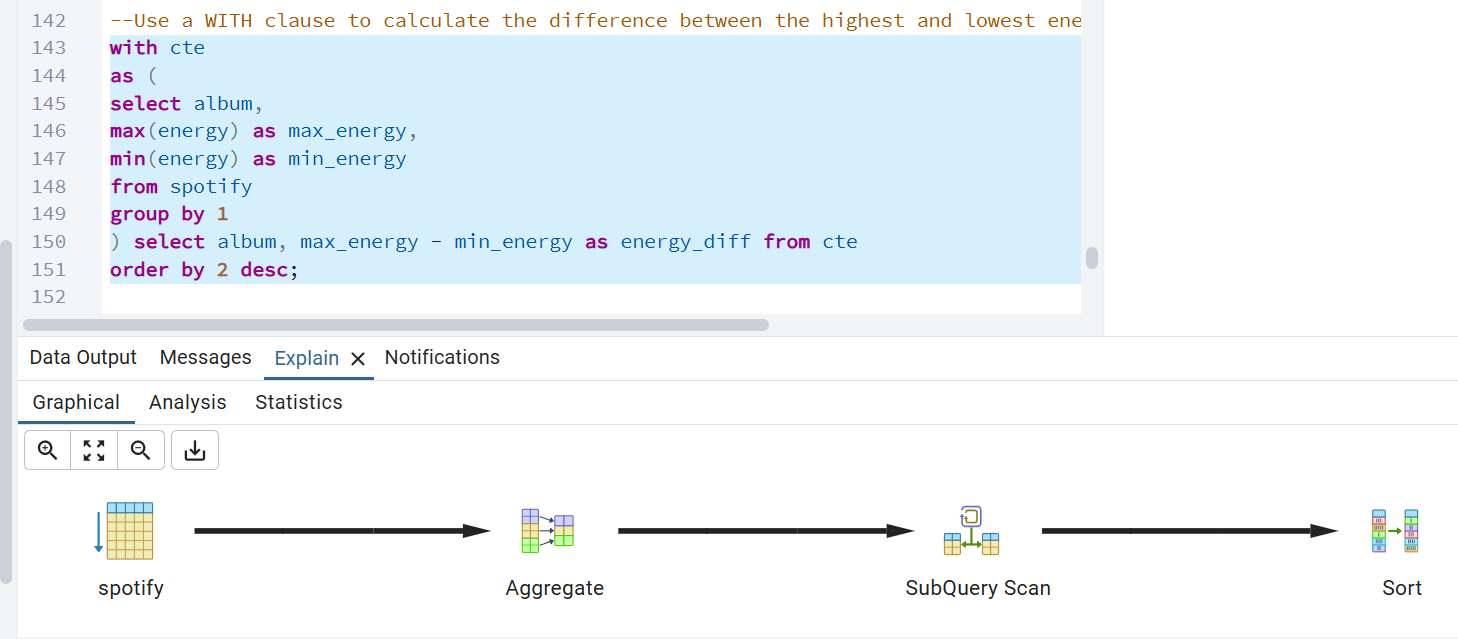 142 --Use a WITH clause to calculate the difference between the highest and lowest ene
143 with cte
144 as (
145 select album,
146 max(energy) as max_energy,
147 min(energy) as min_energy
148 from spotify
149 group by 1
150 ) select album, max_energy - min_energy as energy_diff from cte
151 order by 2 desc;
152
Data Output Messages Explain Notifications
Graphical Analysis Statistics
spotify Aggregate SubQuery Scan Sort